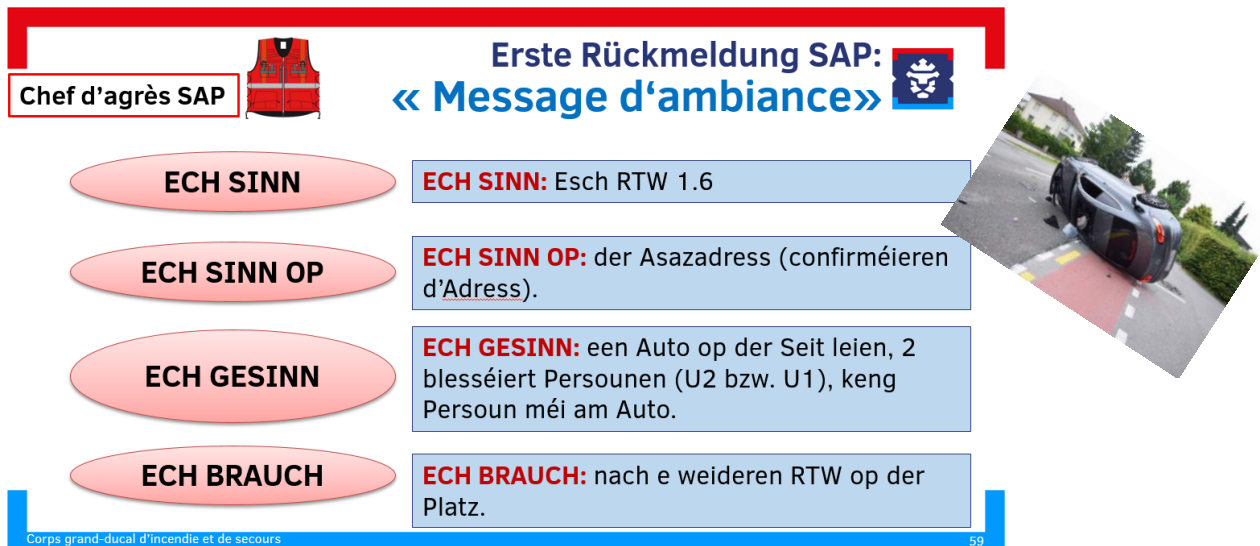 Erste Rückmeldung SAP:
« Message d‘ambiance»
Chef d’agrès SAP
ECH SINN
ECH SINN: Esch RTW 1.6
ECH SINN OP
ECH SINN OP: der Asazadress (confirméieren
d’Adress).
ECH GESINN
ECH GESINN: een Auto op der Seit leien, 2
blesséiert Persounen (U2 bzw. U1), keng
Persoun méi am Auto.
ECH BRAUCH
ECH BRAUCH: nach e weideren RTW op der
Platz.
Corps grand-ducal d’incendie et de secours
59